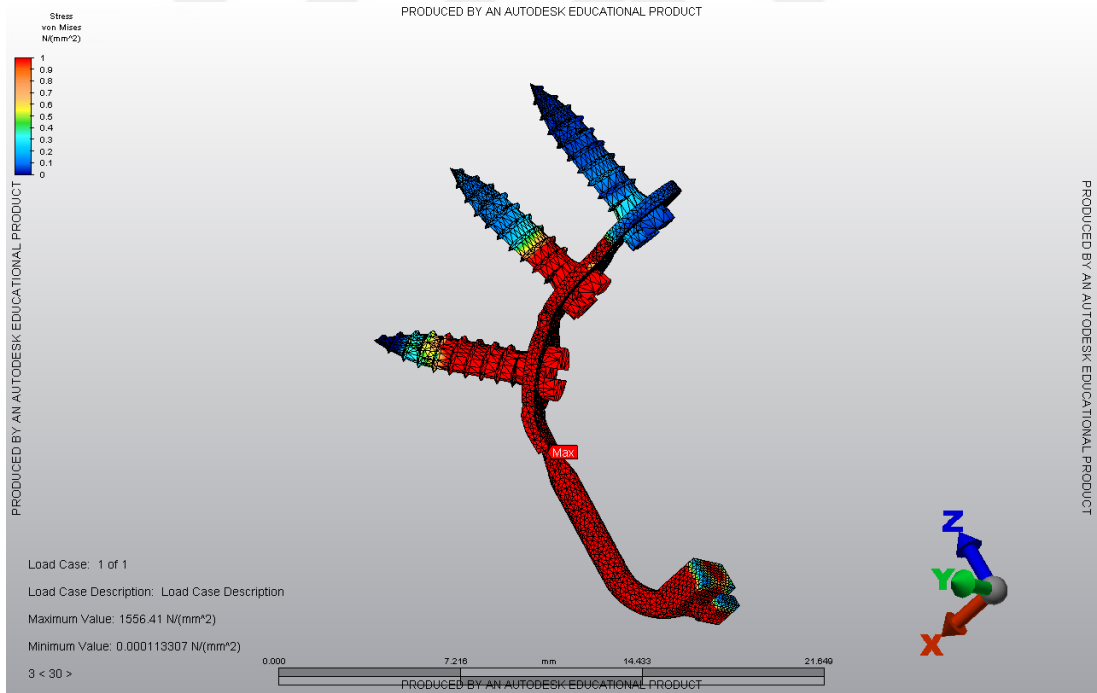 PRODUCED BY AN AUTODESK EDUCATIONAL PRODUCT
Stress
von Mises
N/(mm^2)
1
0.9
0.8
0.7
0.6
0.5
0.4
0.3
0.2
0.1
0
PRODUCED BY AN AUTODESK EDUCATIONAL PRODUCT
PRODUCED BY AN AUTODESK EDUCATIONAL PRODUCT
Max
Z
Y
X
Load Case: 1 of 1
Load Case Description: Load Case Description
Maximum Value: 1556.41 N/(mm^2)
Minimum Value: 0.000113307 N/(mm^2)
3 < 30 >
0.000 7.216 mm 14.433 21.649
PRODUCED BY AN AUTODESK EDUCATIONAL PRODUCT